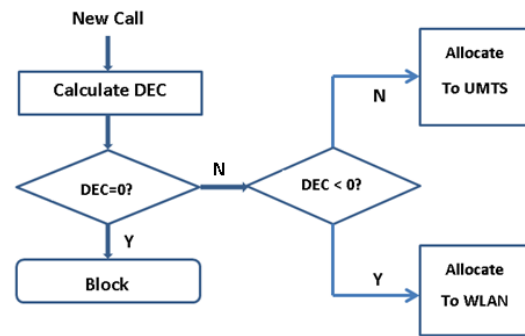 New Call
Calculate DEC
DEC=0?
N
DEC < 0?
N
Allocate
To UMTS
Y
Block
Y
Allocate
To WLAN